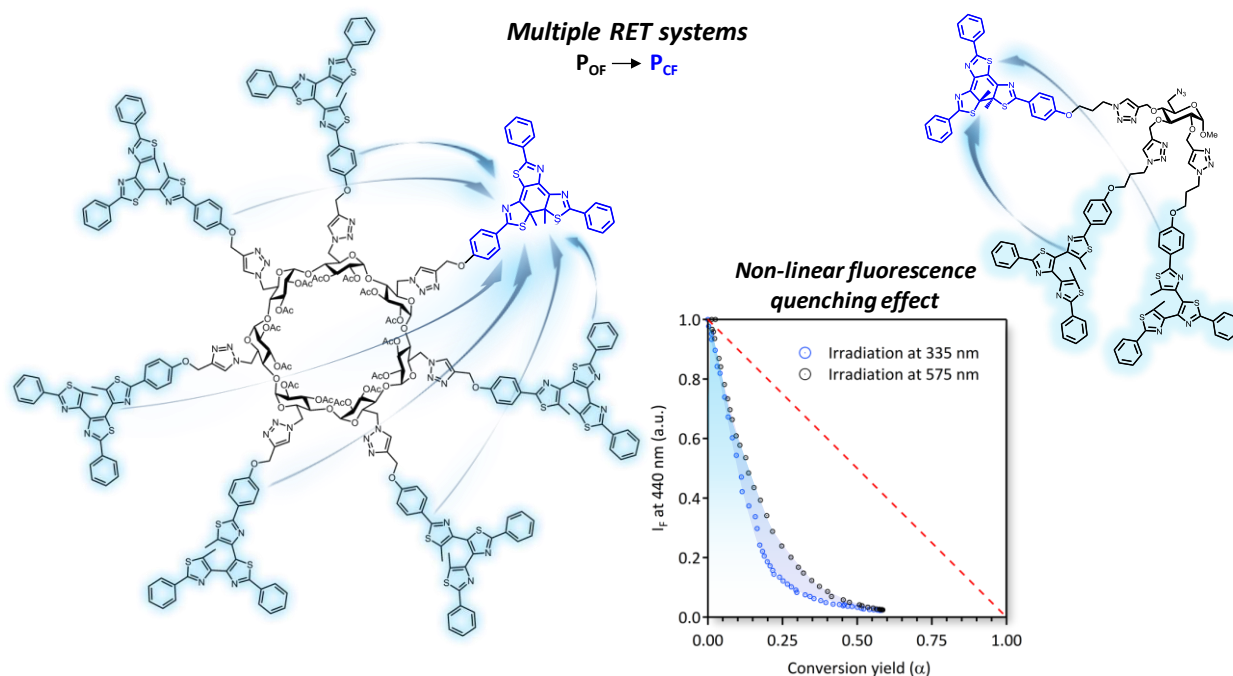 Multiple RET systems
P_OF → P_CF
N₃
OMe
Non-linear fluorescence
quenching effect
Irradiation at 335 nm
Irradiation at 575 nm
I_F at 440 nm (a.u.)
1.0
0.8
0.6
0.4
0.2
0.0
0.00 0.25 0.50 0.75 1.00
Conversion yield (α)